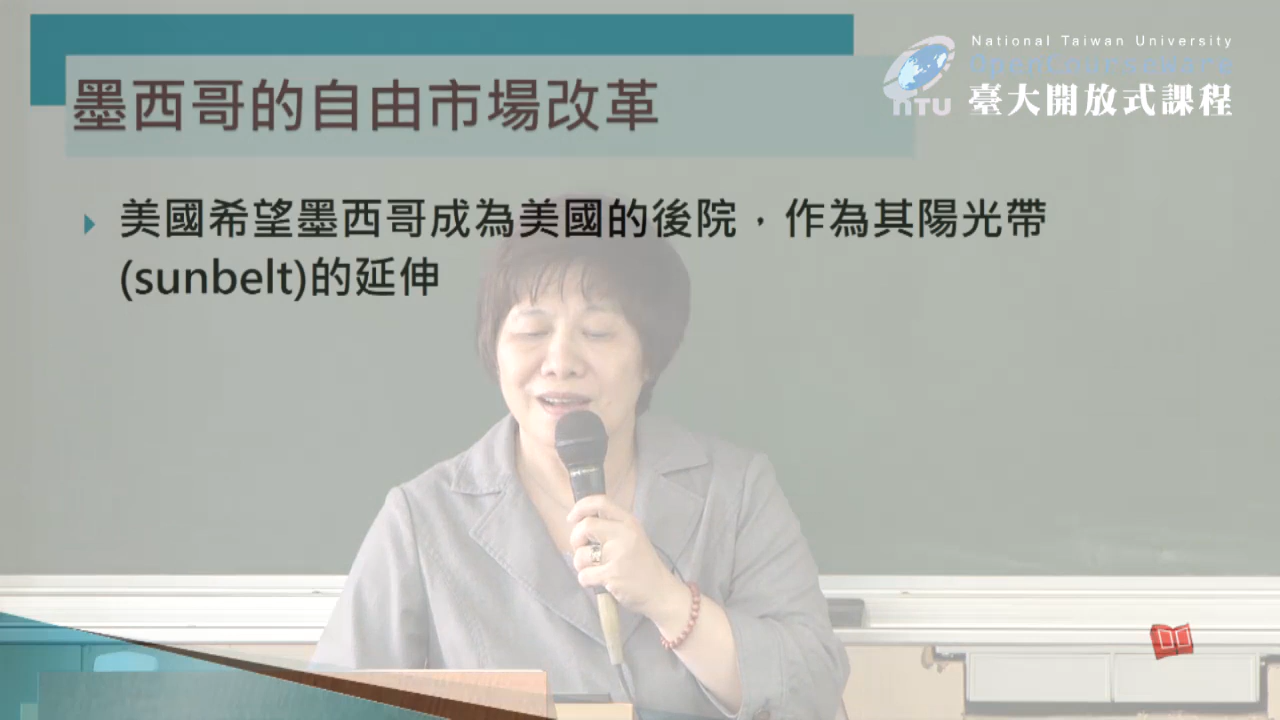 墨西哥的自由市場改革
National Taiwan University
OpenCourseWare
NTU
臺大開放式課程
美國希望墨西哥成為美國的後院，作為其陽光帶
(sunbelt)的延伸